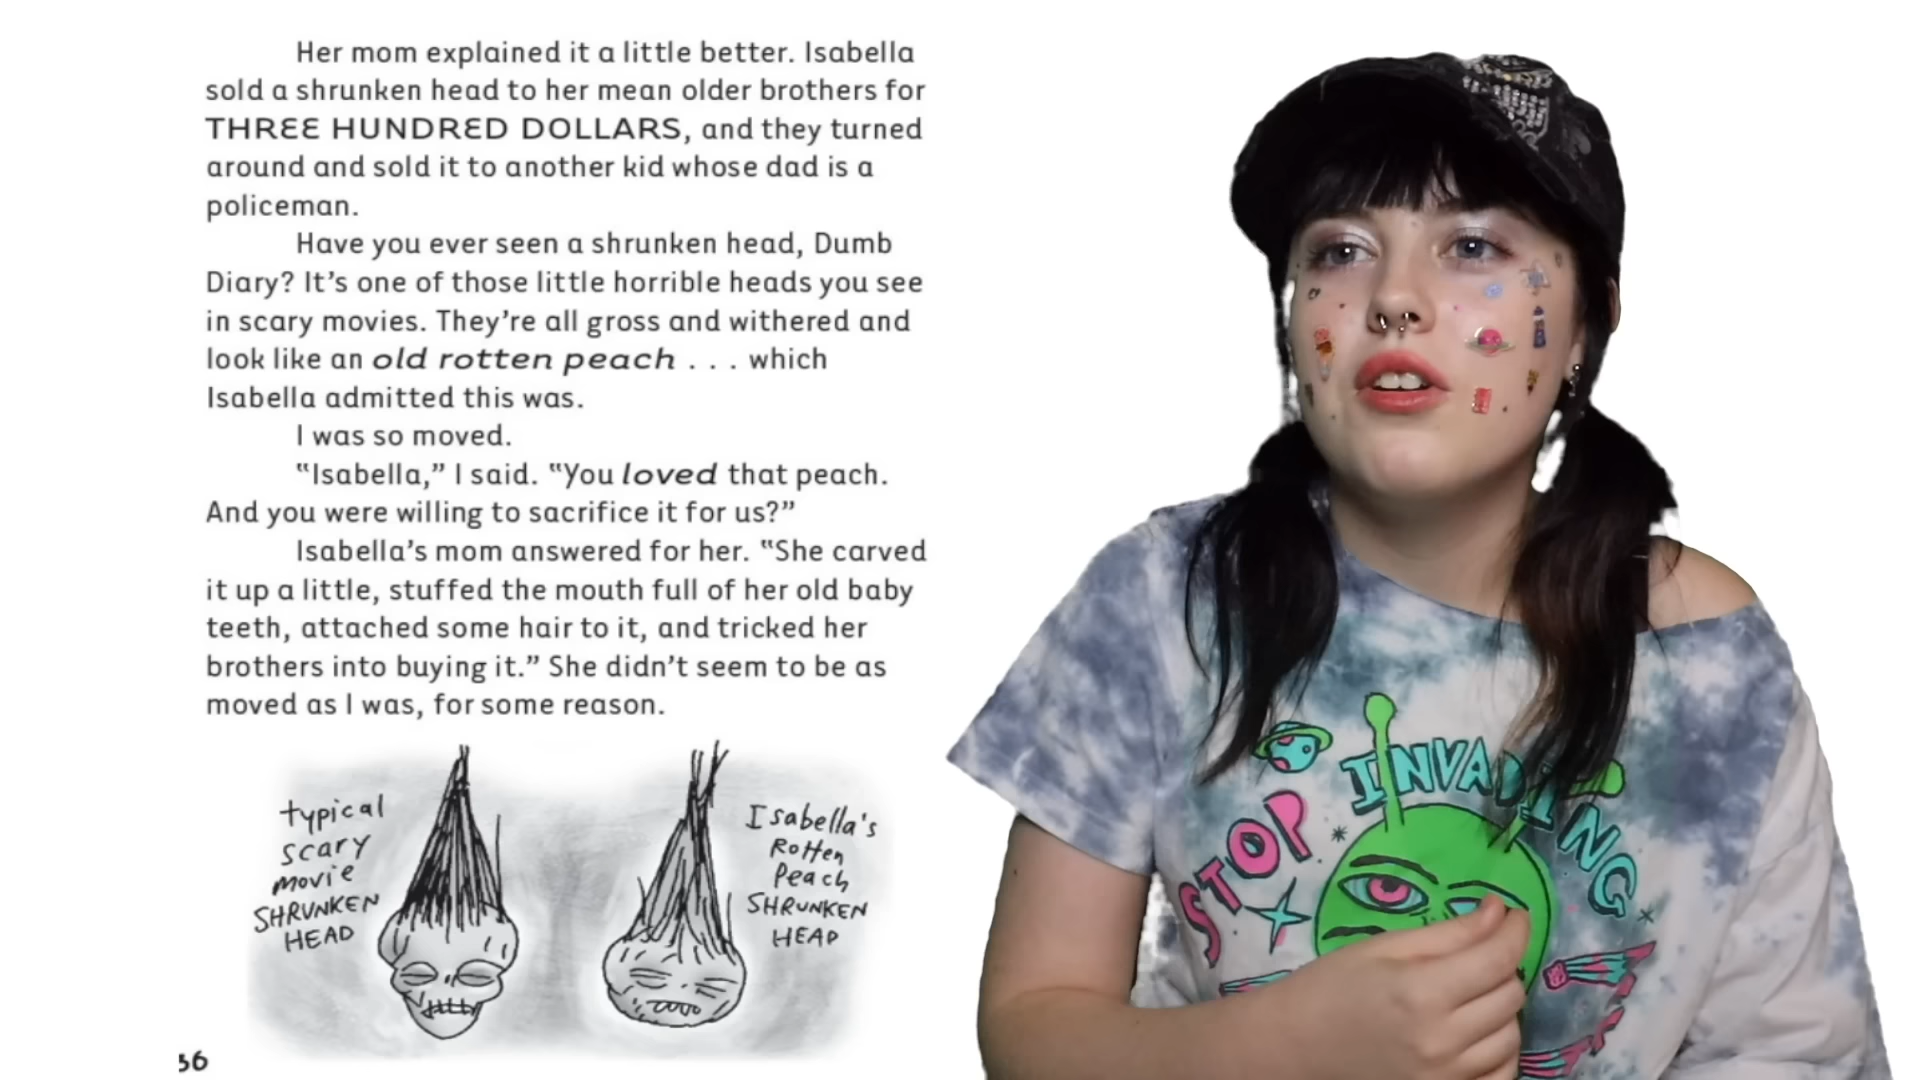 Her mom explained it a little better. Isabella
sold a shrunken head to her mean older brothers for
THREE HUNDRED DOLLARS, and they turned
around and sold it to another kid whose dad is a
policeman.
Have you ever seen a shrunken head, Dumb
Diary? It’s one of those little horrible heads you see
in scary movies. They’re all gross and withered and
look like an old rotten peach . . . which
Isabella admitted this was.
I was so moved.
“Isabella,” I said. “You loved that peach.
And you were willing to sacrifice it for us?”
Isabella’s mom answered for her. “She carved
it up a little, stuffed the mouth full of her old baby
teeth, attached some hair to it, and tricked her
brothers into buying it.” She didn’t seem to be as
moved as I was, for some reason.
typical
scary
movie
SHRUNKEN
HEAD
Isabella's
Rotten
Peach
SHRUNKEN
HEAD
36
STOP INVADING